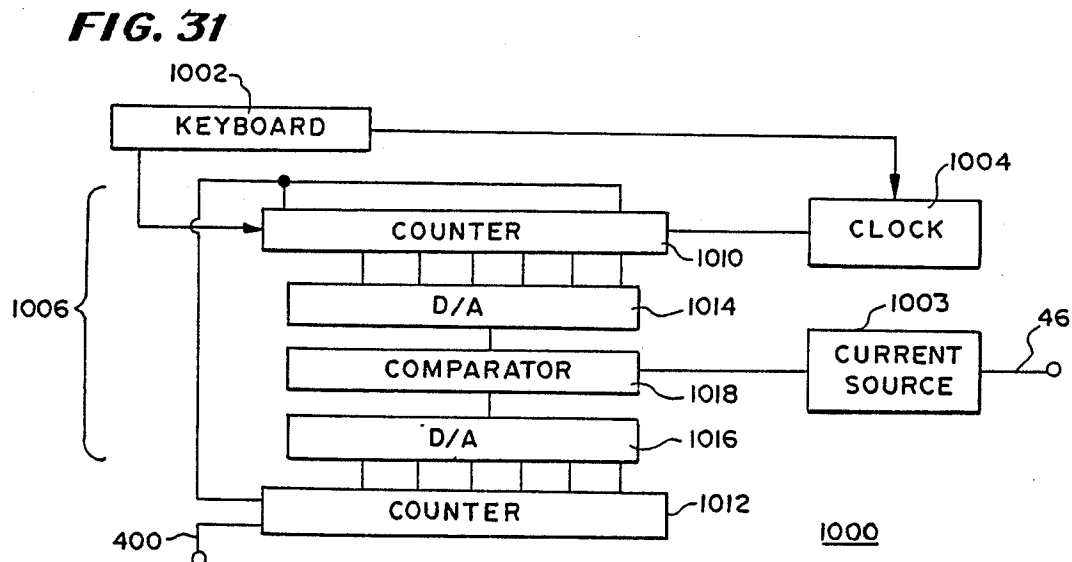 FIG. 31
1002
KEYBOARD
1004
CLOCK
COUNTER
1010
1006
D/A
1014
1003
46
COMPARATOR
1018
CURRENT
SOURCE
D/A
1016
COUNTER
1012
400
1000